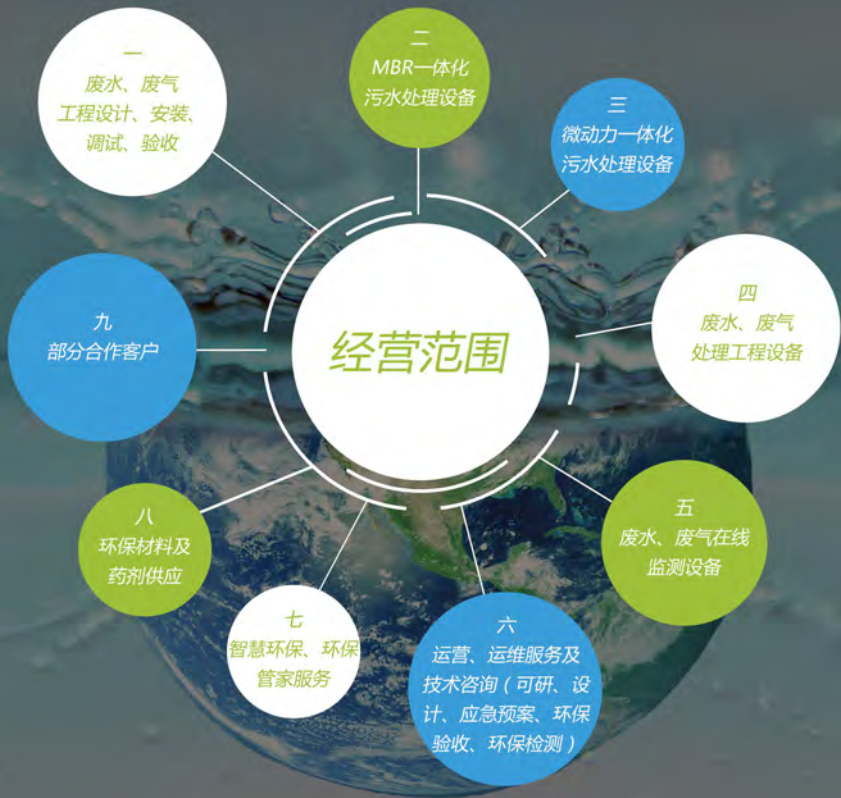 经营范围
一
废水、废气
工程设计、安装、
调试、验收
二
MBR一体化
污水处理设备
三
微动力一体化
污水处理设备
四
废水、废气
处理工程设备
五
废水、废气在线
监测设备
六
运营、运维服务及
技术咨询（可研、设
计、应急预案、环保
验收、环保检测）
七
智慧环保、环保
管家服务
八
环保材料及
药剂供应
九
部分合作客户